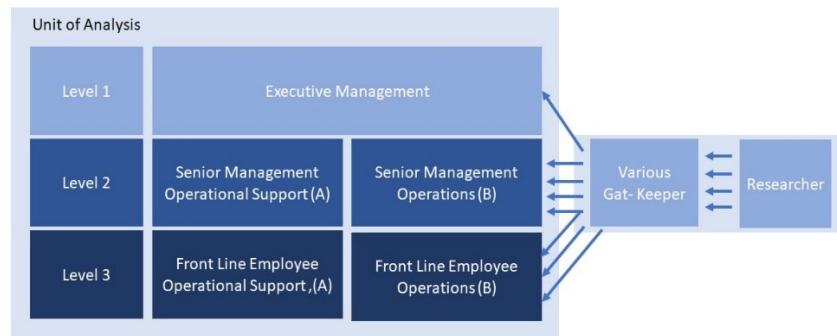 Unit of Analysis
Level 1
Executive Management
Level 2
Senior Management
Operational Support (A)
Senior Management
Operations (B)
Various
Gat- Keeper
Researcher
Level 3
Front Line Employee
Operational Support ,(A)
Front Line Employee
Operations (B)